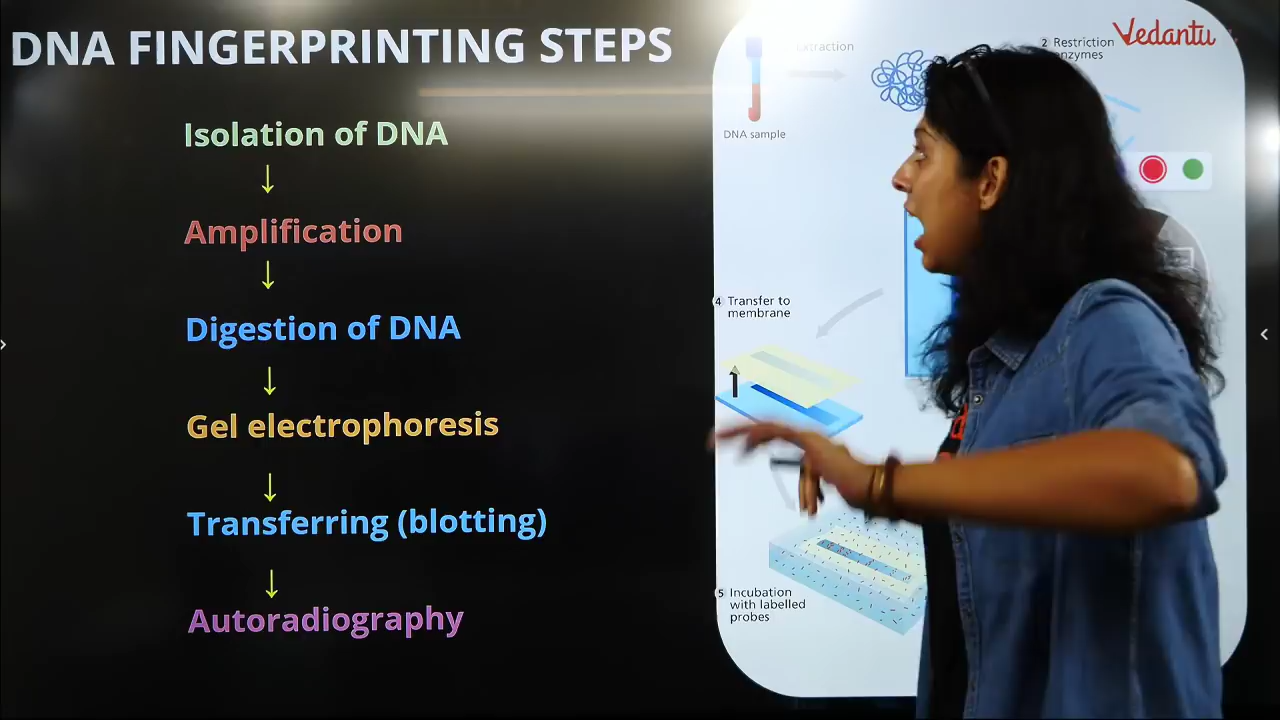 DNA FINGERPRINTING STEPS
Isolation of DNA
↓
Amplification
↓
Digestion of DNA
↓
Gel electrophoresis
↓
Transferring (blotting)
↓
Autoradiography
Vedantu
Extraction
DNA sample
2 Restriction
enzymes
4 Transfer to
membrane
5 Incubation
with labelled
probes